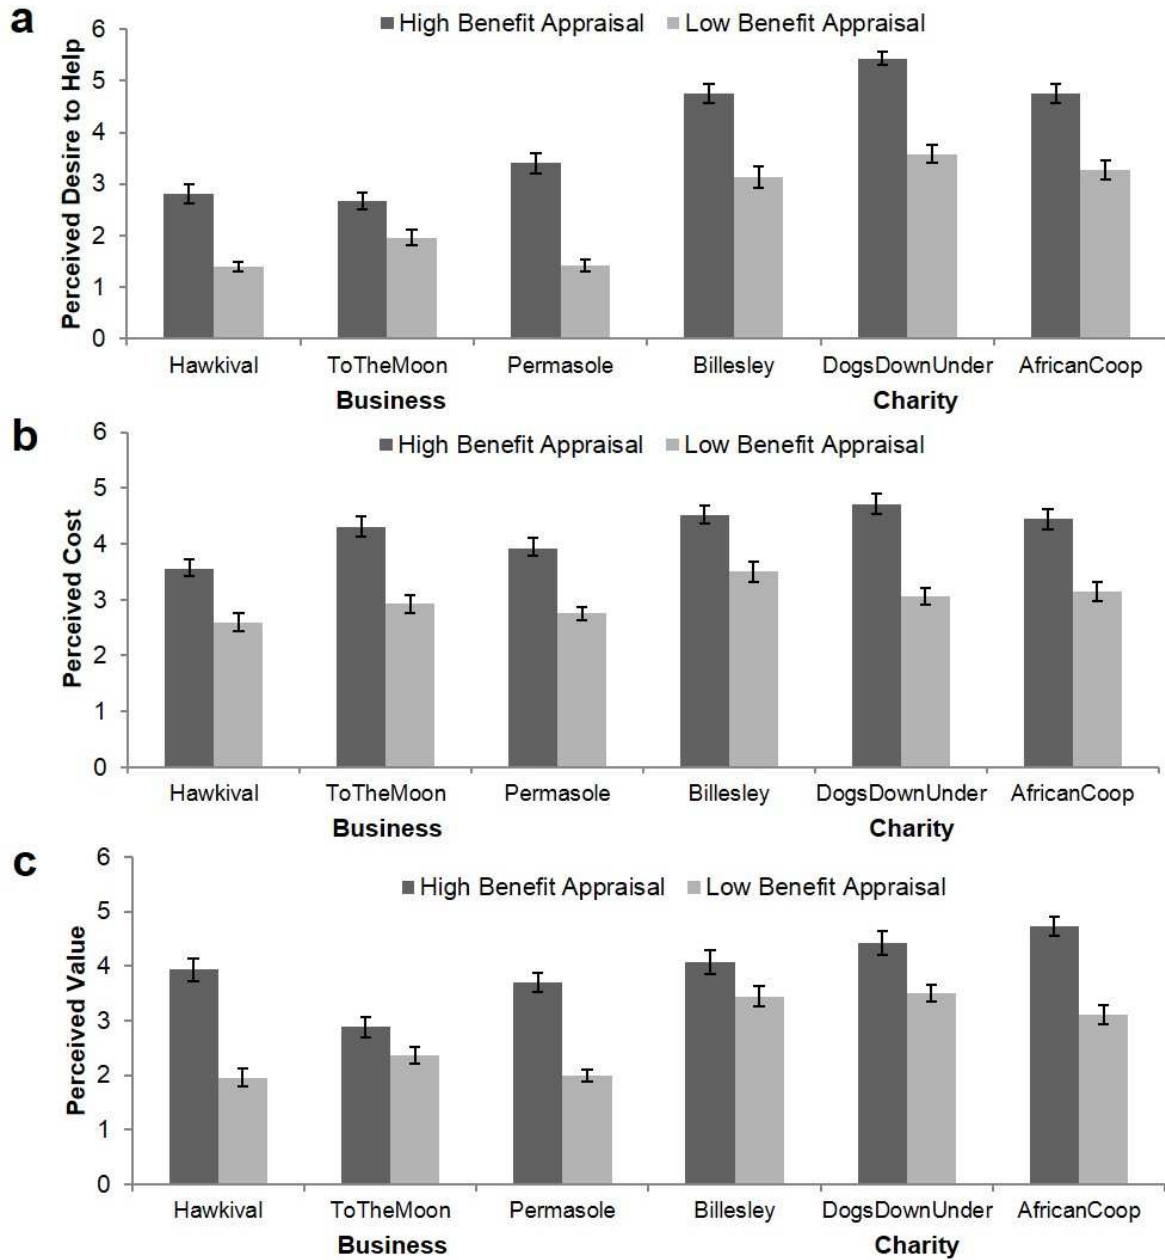 a
High Benefit Appraisal Low Benefit Appraisal
Perceived Desire to Help
6
5
4
3
2
1
0
Hawkival ToTheMoon Permasole Billesley DogsDownUnder AfricanCoop
Business Charity
b
High Benefit Appraisal Low Benefit Appraisal
Perceived Cost
6
5
4
3
2
1
0
Hawkival ToTheMoon Permasole Billesley DogsDownUnder AfricanCoop
Business Charity
c
High Benefit Appraisal Low Benefit Appraisal
Perceived Value
6
5
4
3
2
1
0
Hawkival ToTheMoon Permasole Billesley DogsDownUnder AfricanCoop
Business Charity